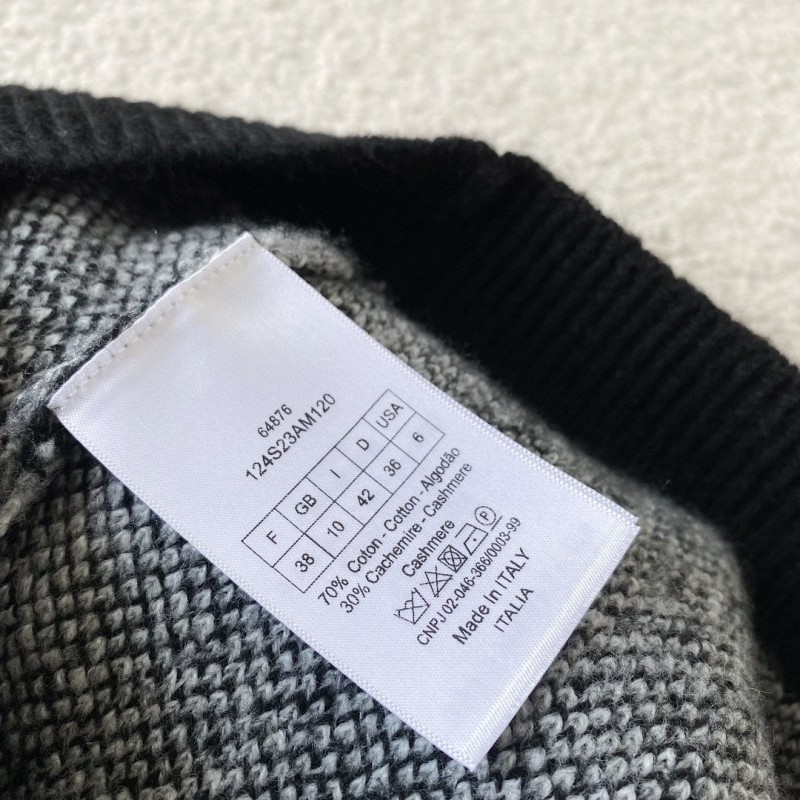 64876
124S23AM120
F GB I D USA
38 10 42 36 6
70% Coton - Cotton - Algodão
30% Cachemire - Cashmere
Cashmere
P
CNPJ 02-046-366/0003-99
Made In ITALY
ITALIA